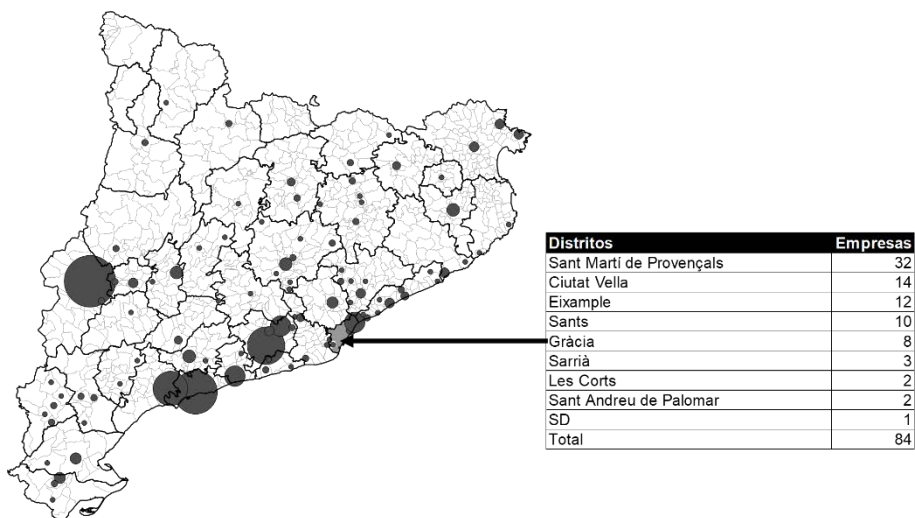 Distritos Empresas
Sant Martí de Provençals 32
Ciutat Vella 14
Eixample 12
Sants 10
Gràcia 8
Sarrià 3
Les Corts 2
Sant Andreu de Palomar 2
SD 1
Total 84